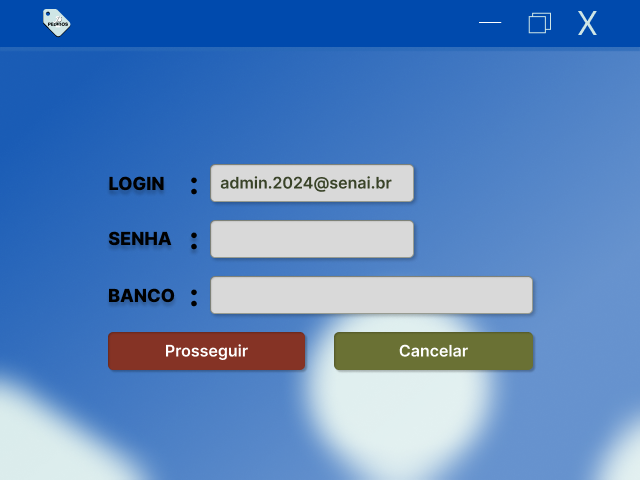 X
LOGIN : admin.2024@senai.br
SENHA :
BANCO :
Prosseguir Cancelar